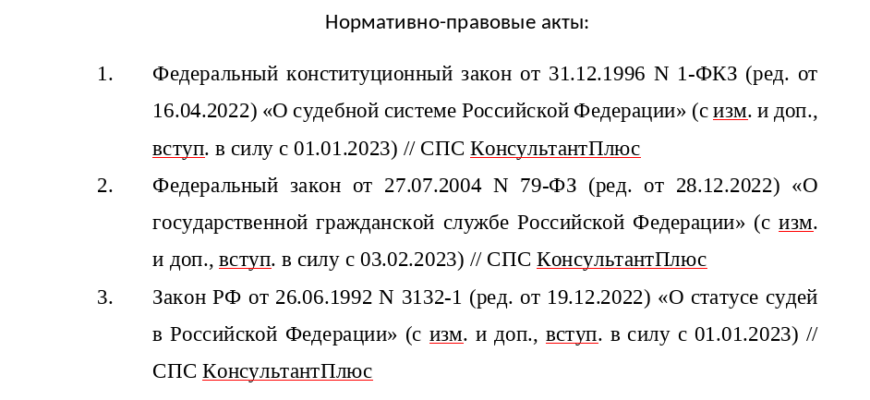 Нормативно-правовые акты:
1. Федеральный конституционный закон от 31.12.1996 N 1-ФКЗ (ред. от
16.04.2022) «О судебной системе Российской Федерации» (с изм. и доп.,
вступ. в силу с 01.01.2023) // СПС КонсультантПлюс
2. Федеральный закон от 27.07.2004 N 79-ФЗ (ред. от 28.12.2022) «О
государственной гражданской службе Российской Федерации» (с изм.
и доп., вступ. в силу с 03.02.2023) // СПС КонсультантПлюс
3. Закон РФ от 26.06.1992 N 3132-1 (ред. от 19.12.2022) «О статусе судей
в Российской Федерации» (с изм. и доп., вступ. в силу с 01.01.2023) //
СПС КонсультантПлюс